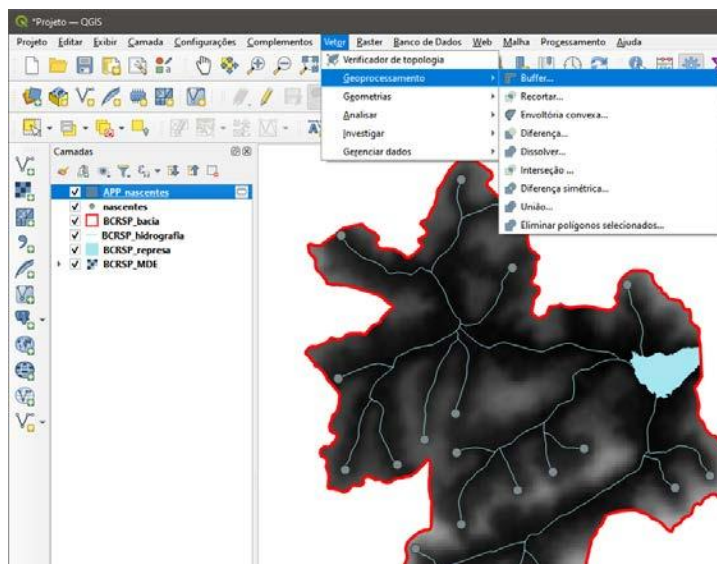 *Projeto — QGIS
Projeto Editar Exibir Camada Configurações Complementos Vetor Raster Banco de Dados Web Malha Processamento Ajuda
Verificador de topologia
Geoprocessamento
Geometrias
Analisar
Investigar
Gerenciar dados
Buffer...
Recortar...
Envoltória convexa...
Diferença...
Dissolver...
Interseção ...
Diferença simétrica...
União...
Eliminar polígonos selecionados...
Camadas
APP_nascentes
nascentes
BCRSP_bacia
BCRSP_hidrografia
BCRSP_represa
BCRSP_MDE